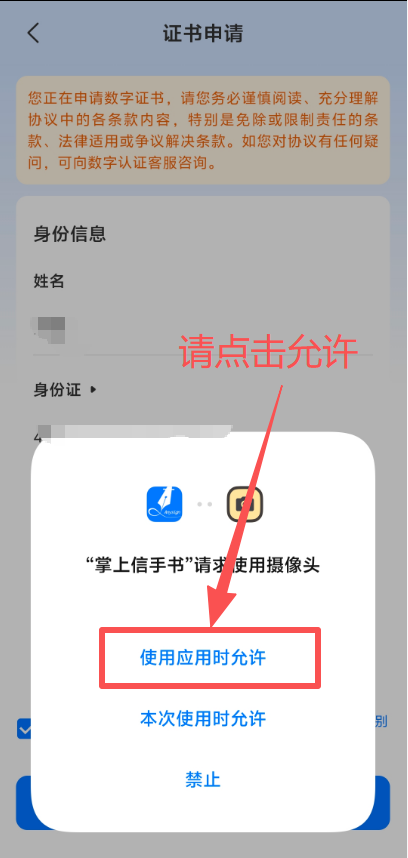 证书申请
您正在申请数字证书，请您务必谨慎阅读、充分理解
协议中的各条款内容，特别是免除或限制责任的条
款、法律适用或争议解决条款。如您对协议有任何疑
问，可向数字认证客服咨询。
身份信息
姓名
请点击允许
身份证
4
“掌上信手书”请求使用摄像头
使用应用时允许
本次使用时允许
别
禁止